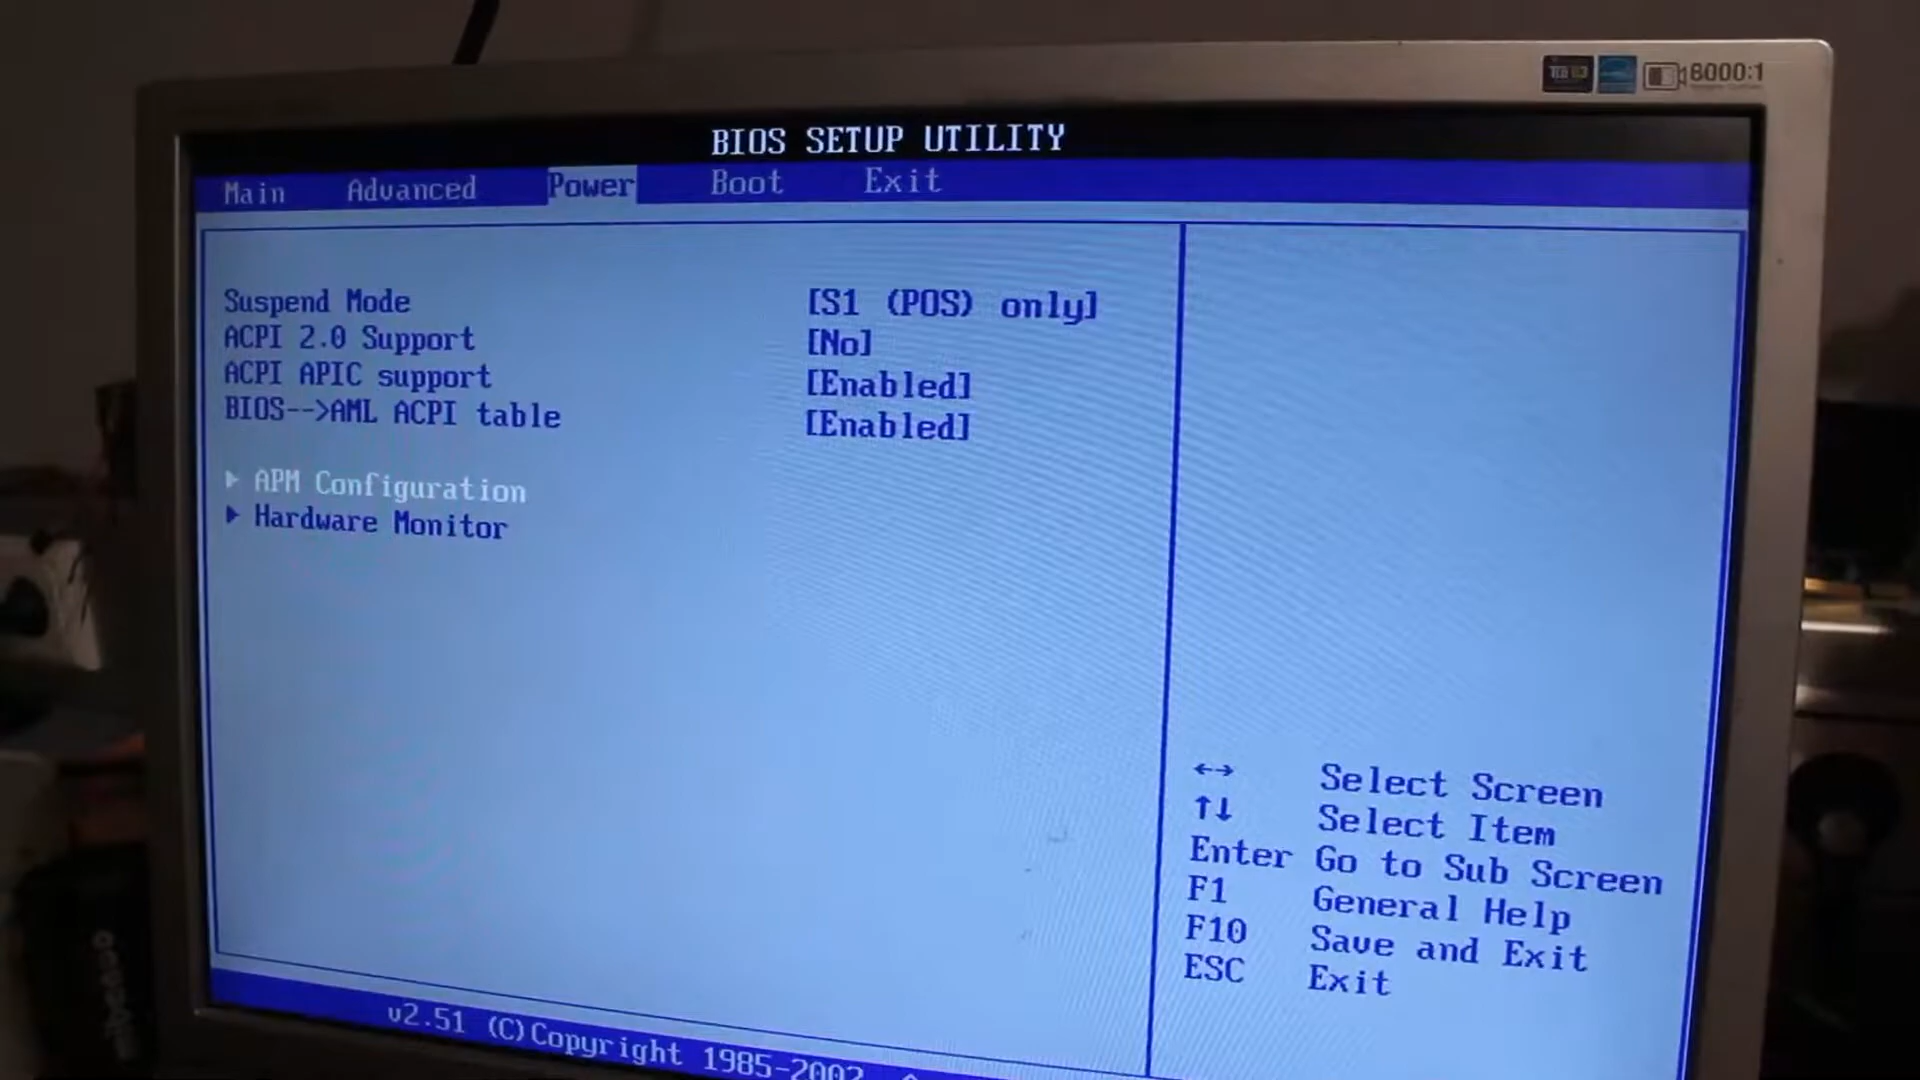 8000:1
BIOS SETUP UTILITY
Main Advanced Power Boot Exit
Suspend Mode [S1 (POS) only]
ACPI 2.0 Support [No]
ACPI APIC support [Enabled]
BIOS-->AML ACPI table [Enabled]
▶ APM Configuration
▶ Hardware Monitor
←→ Select Screen
↑↓ Select Item
Enter Go to Sub Screen
F1 General Help
F10 Save and Exit
ESC Exit
v2.51 (C)Copyright 1985-2002